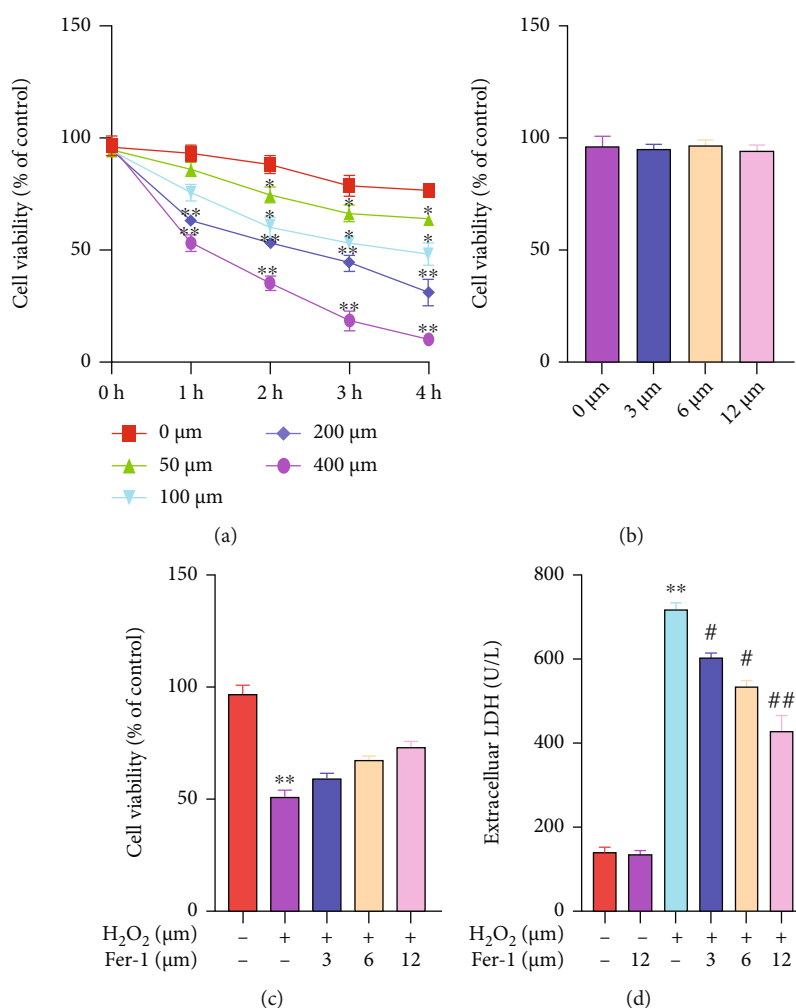 150
100
50
0
Cell viability (% of control)
*
*
*
**
*
*
*
**
**
**
**
**
**
**
**
0 h
1 h
2 h
3 h
4 h
0 μm
50 μm
100 μm
200 μm
400 μm
(a)
150
100
50
0
Cell viability (% of control)
0 μm
3 μm
6 μm
12 μm
(b)
150
100
50
0
Cell viability (% of control)
**
H₂O₂ (μm) – + + + +
Fer-1 (μm) – – 3 6 12
(c)
800
600
400
200
0
Extracelluar LDH (U/L)
**
#
#
##
H₂O₂ (μm) – – + + + +
Fer-1 (μm) – 12 – 3 6 12
(d)